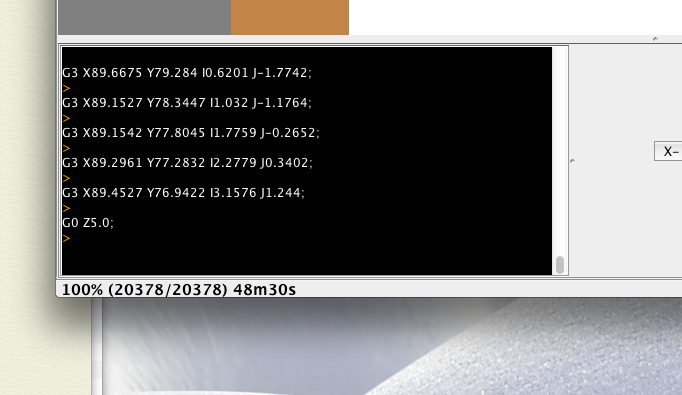 G3 X89.6675 Y79.284 I0.6201 J-1.7742;
>
G3 X89.1527 Y78.3447 I1.032 J-1.1764;
>
G3 X89.1542 Y77.8045 I1.7759 J-0.2652;
>
G3 X89.2961 Y77.2832 I2.2779 J0.3402;
>
G3 X89.4527 Y76.9422 I3.1576 J1.244;
>
G0 Z5.0;
>
X-
100% (20378/20378) 48m30s